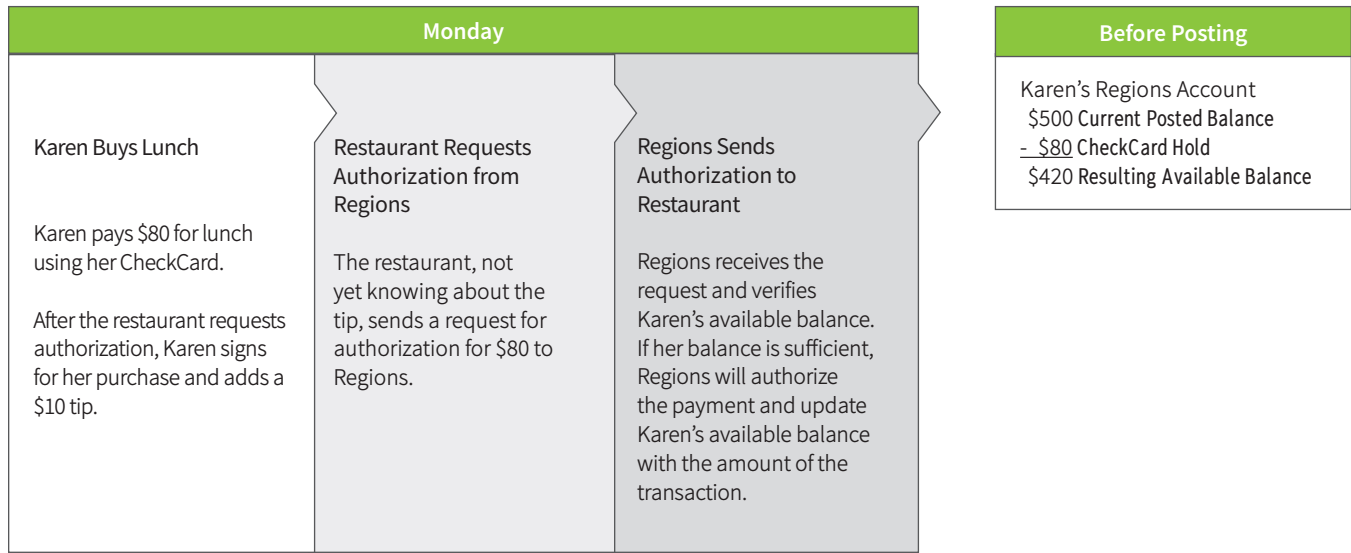 Monday
Karen Buys Lunch
Karen pays $80 for lunch
using her CheckCard.
After the restaurant requests
authorization, Karen signs
for her purchase and adds a
$10 tip.
Restaurant Requests
Authorization from
Regions
The restaurant, not
yet knowing about the
tip, sends a request for
authorization for $80 to
Regions.
Regions Sends
Authorization to
Restaurant
Regions receives the
request and verifies
Karen’s available balance.
If her balance is sufficient,
Regions will authorize
the payment and update
Karen’s available balance
with the amount of the
transaction.
Before Posting
Karen’s Regions Account
$500 Current Posted Balance
- $80 CheckCard Hold
$420 Resulting Available Balance